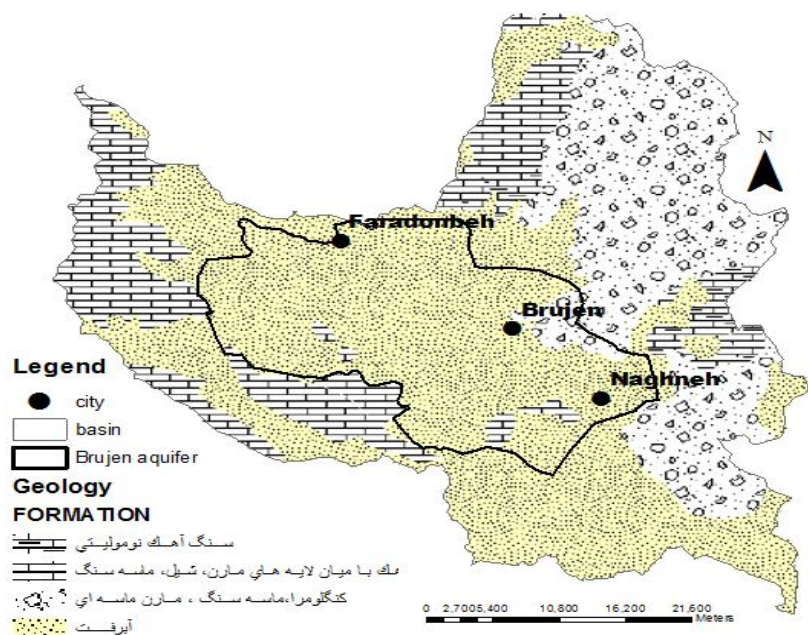 N
Faradonbeh
Brujen
Naghneh
Legend
city
basin
Brujen aquifer
Geology
FORMATION
سنگ آهك نوموليتي
هك با ميان لايه هاي مارن، شيل، ماسه سنگ
كنگلومرا،ماسه سنگ ، مارن ماسه اي
آبرفت
0 2,7005,400 10,800 16,200 21,600
Meters